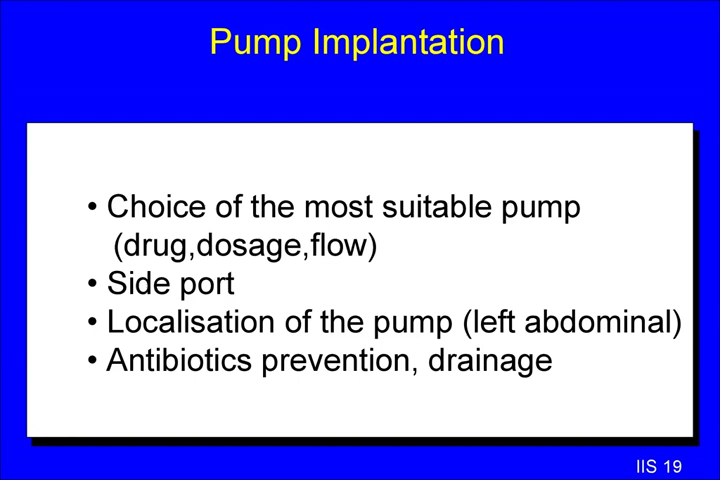 Pump Implantation
• Choice of the most suitable pump
(drug,dosage,flow)
• Side port
• Localisation of the pump (left abdominal)
• Antibiotics prevention, drainage
IIS 19